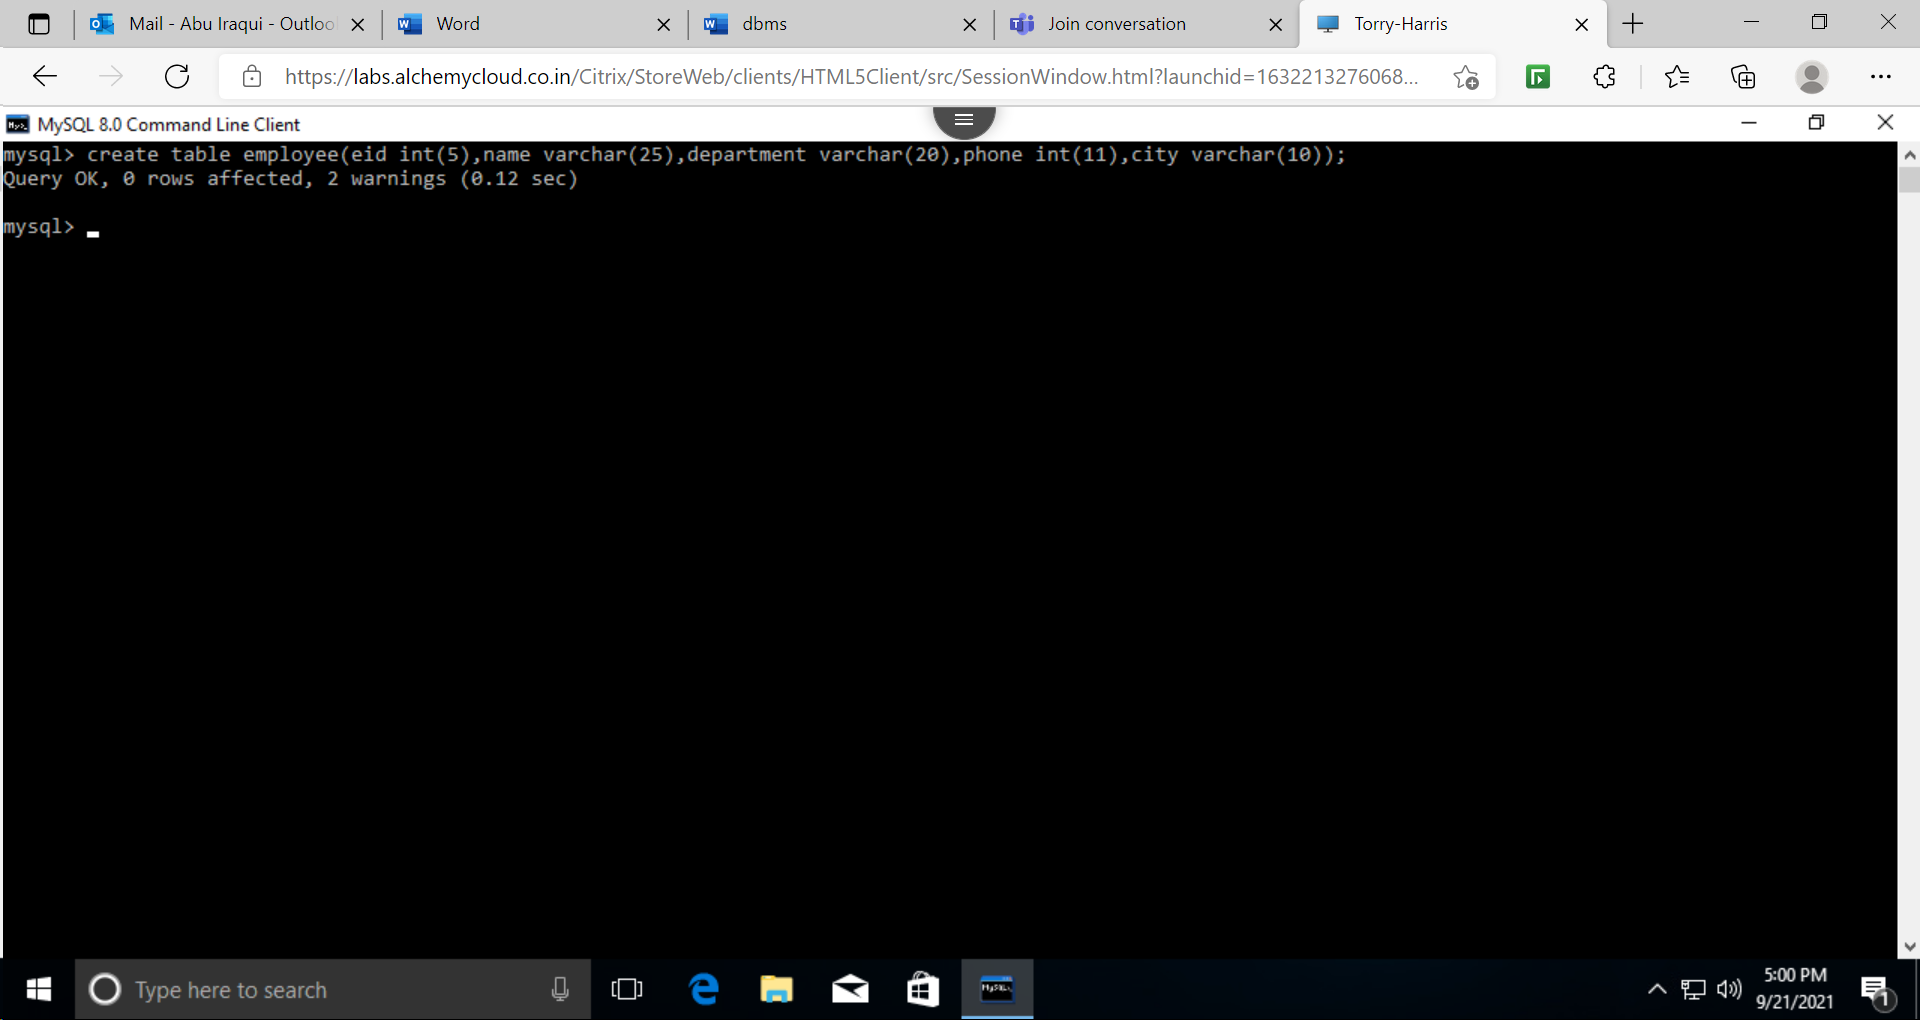 Mail - Abu Iraqui - Outloo
Word
dbms
Join conversation
Torry-Harris
https://labs.alchemycloud.co.in/Citrix/StoreWeb/clients/HTML5Client/src/SessionWindow.html?launchid=1632213276068...
MySQL 8.0 Command Line Client
mysql> create table employee(eid int(5),name varchar(25),department varchar(20),phone int(11),city varchar(10));
Query OK, 0 rows affected, 2 warnings (0.12 sec)
mysql>
Type here to search
5:00 PM
9/21/2021
1